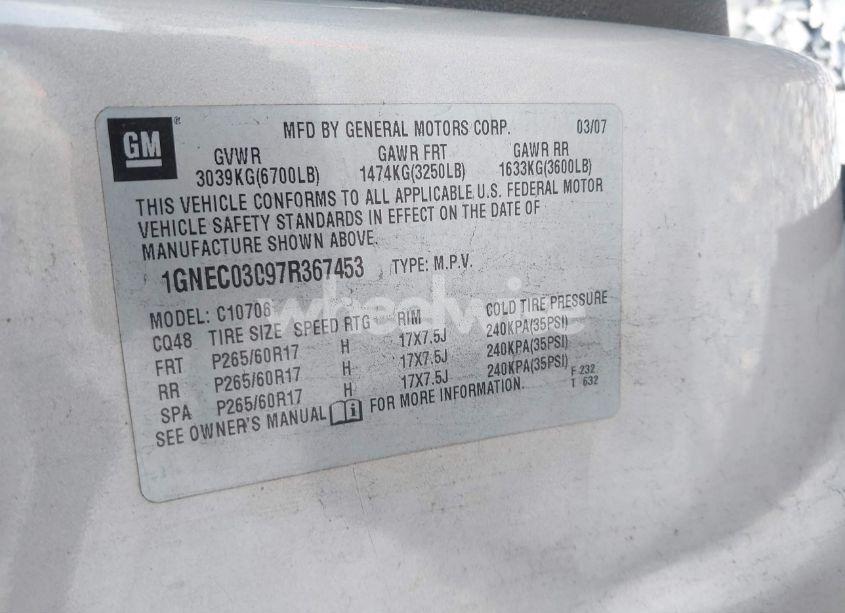 GM
MFD BY GENERAL MOTORS CORP. 03/07
GVWR GAWR FRT GAWR RR
3039KG(6700LB) 1474KG(3250LB) 1633KG(3600LB)
THIS VEHICLE CONFORMS TO ALL APPLICABLE U.S. FEDERAL MOTOR
VEHICLE SAFETY STANDARDS IN EFFECT ON THE DATE OF
MANUFACTURE SHOWN ABOVE.
1GNEC03C97R367453 TYPE: M.P.V.
MODEL: C10706
CQ48 TIRE SIZE SPEED RTG RIM COLD TIRE PRESSURE
FRT P265/60R17 H 17X7.5J 240KPA(35PSI)
RR P265/60R17 H 17X7.5J 240KPA(35PSI)
SPA P265/60R17 H 17X7.5J 240KPA(35PSI)
SEE OWNER'S MANUAL FOR MORE INFORMATION.
F 232
T 632